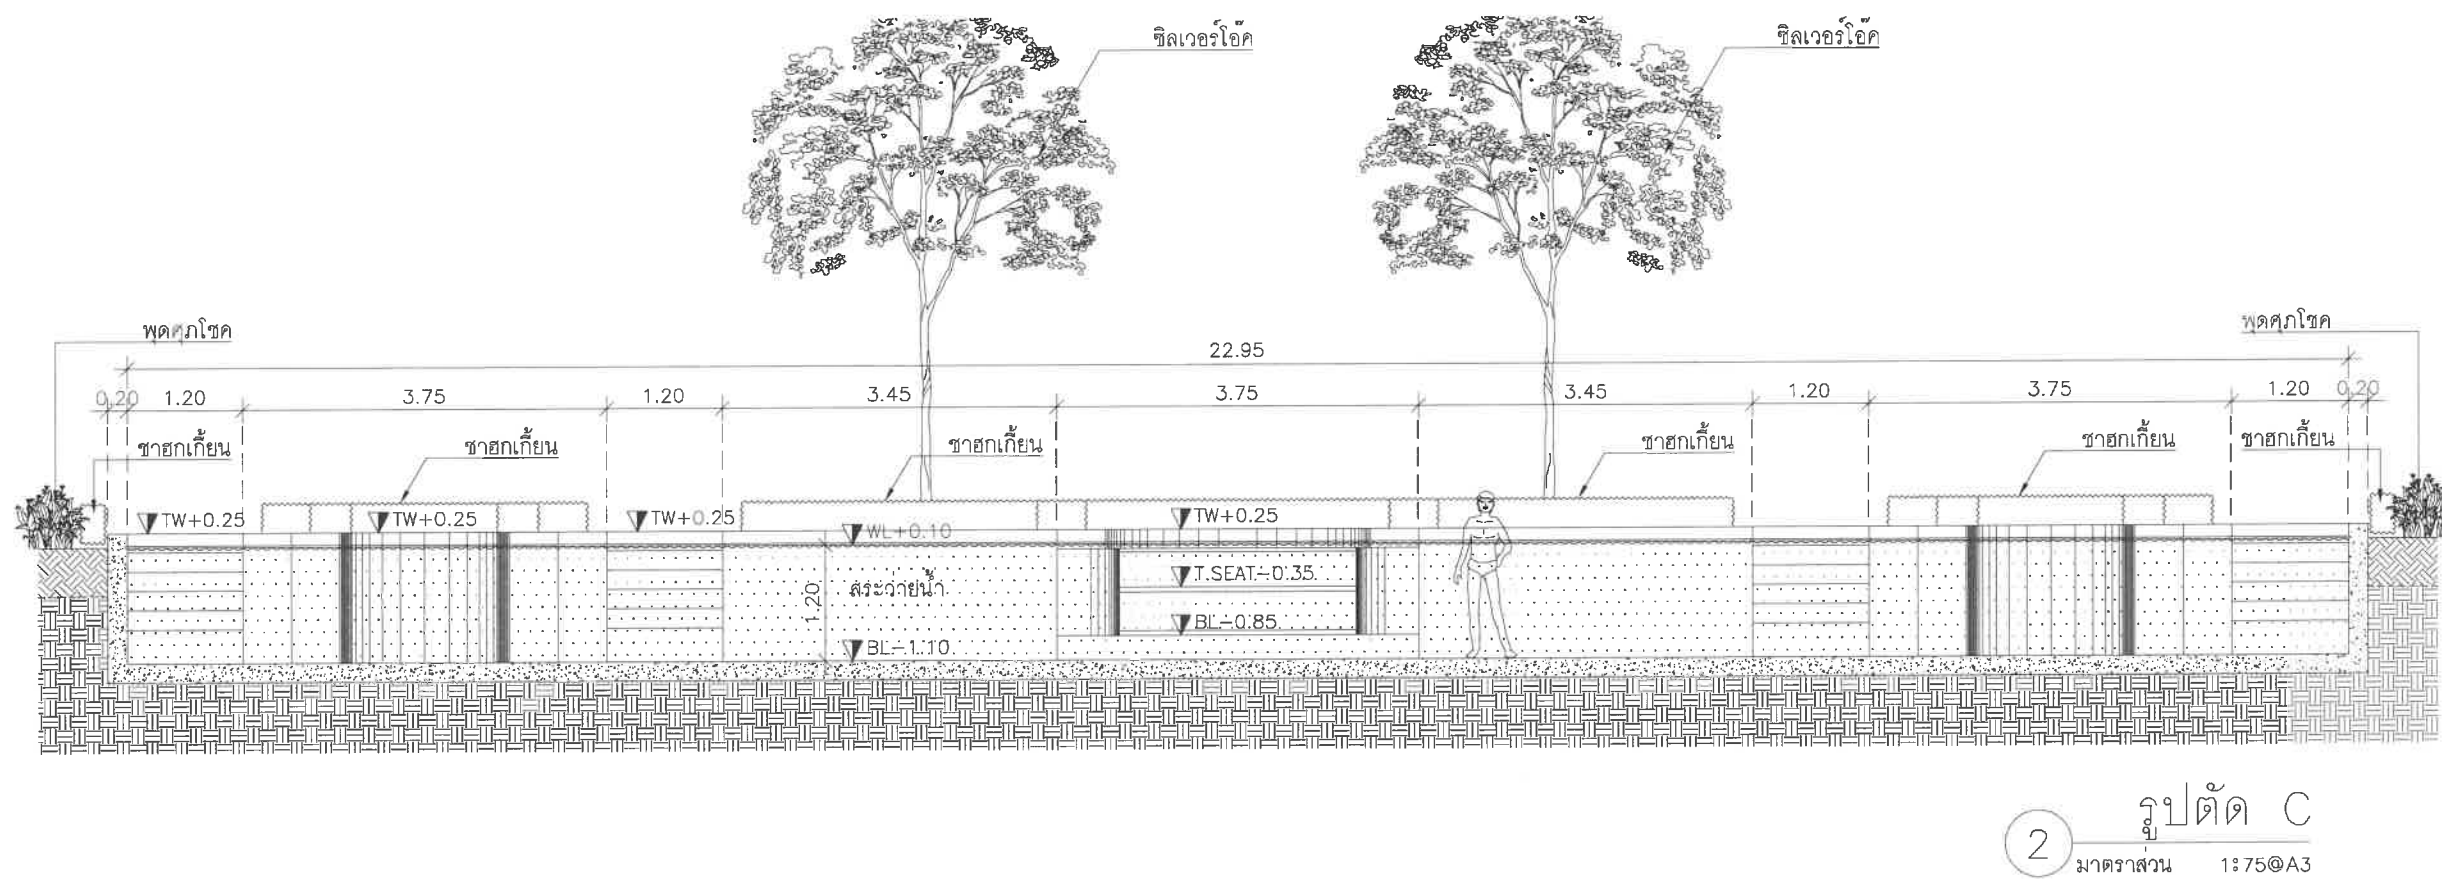 ซิลเวอร์โอ๊ค
ซิลเวอร์โอ๊ค
พุดศุภโชค
พุดศุภโชค
22.95
0.20 1.20 3.75 1.20 3.45 3.75 3.45 1.20 3.75 1.20 0.20
ชาฮกเกี้ยน ชาฮกเกี้ยน ชาฮกเกี้ยน ชาฮกเกี้ยน ชาฮกเกี้ยน ชาฮกเกี้ยน
TW+0.25 TW+0.25 TW+0.25 TW+0.25
WL+0.10
T.SEAT-0.35
สระว่ายน้ำ
1.20
BL-0.85
BL-1.10
รูปตัด C
2
มาตราส่วน 1:75@A3